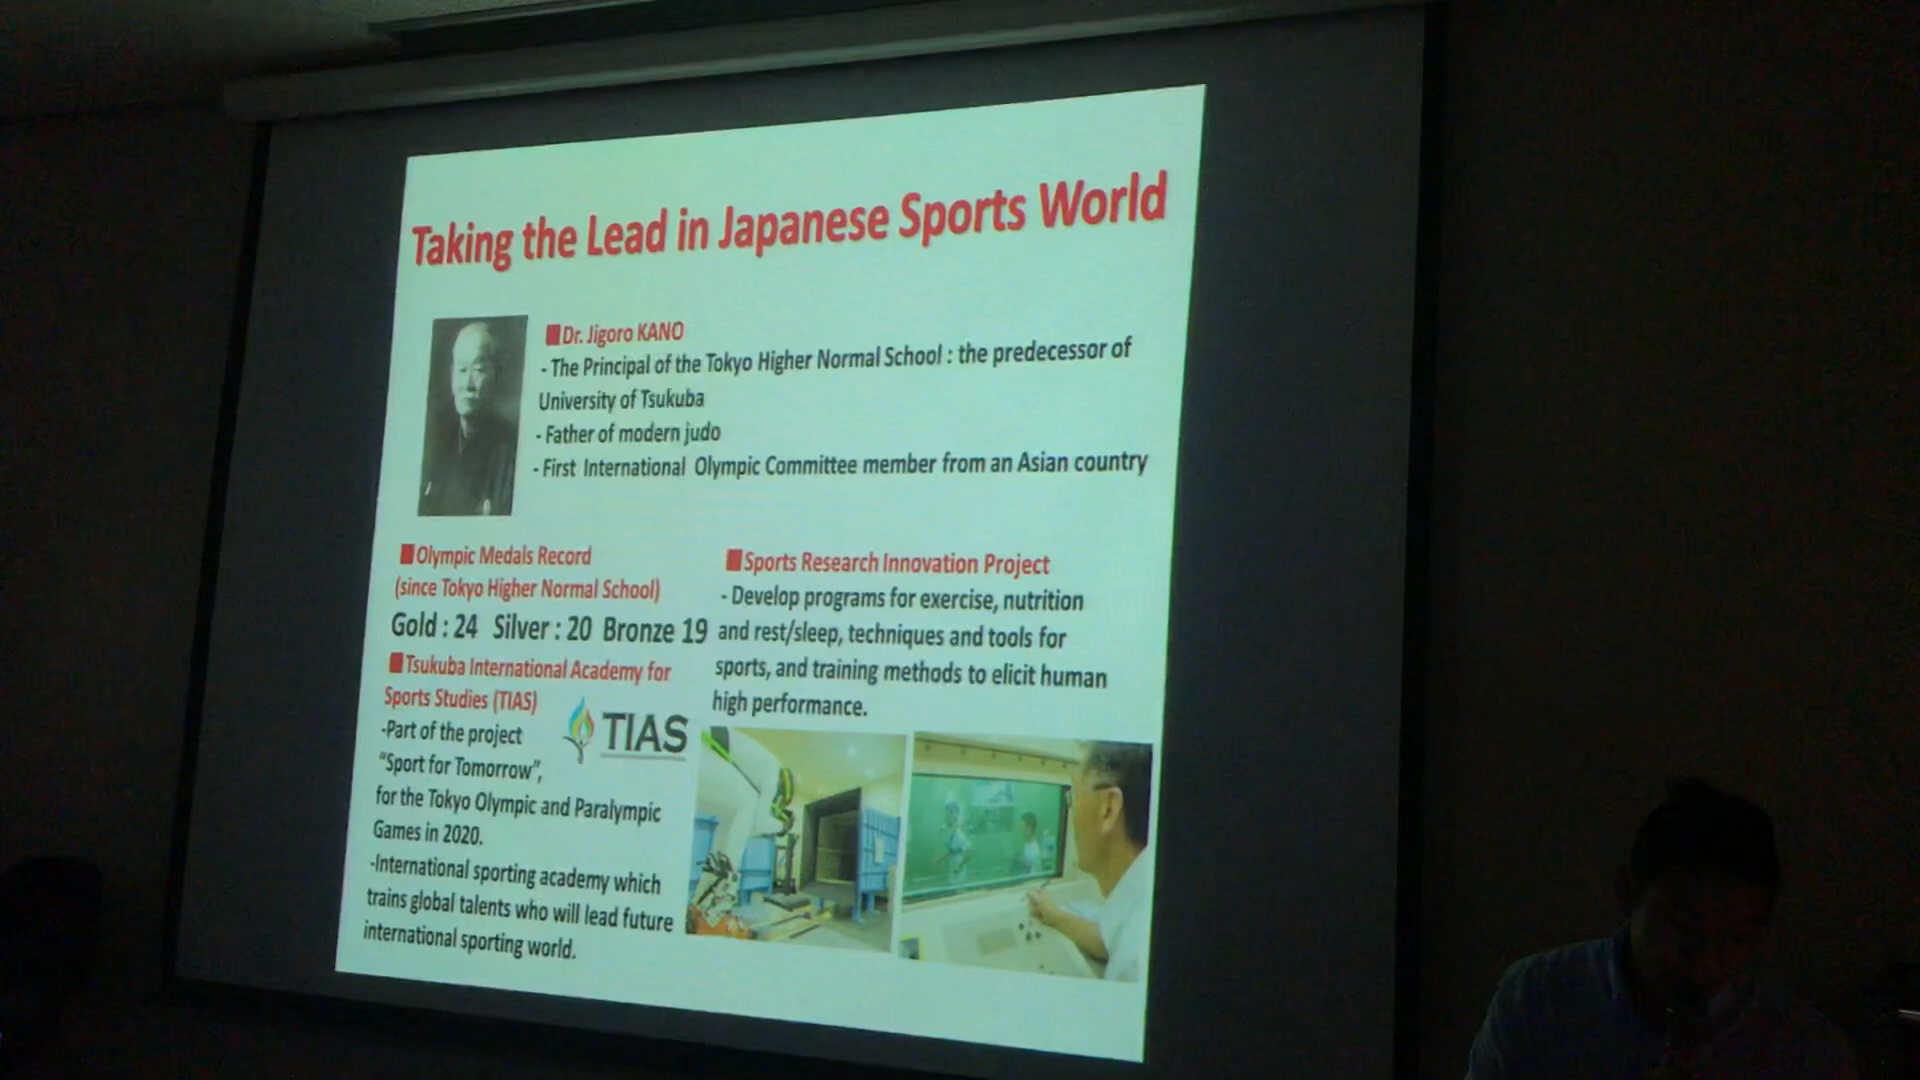 Taking the Lead in Japanese Sports World
■Dr. Jigoro KANO
- The Principal of the Tokyo Higher Normal School : the predecessor of
University of Tsukuba
- Father of modern judo
- First International Olympic Committee member from an Asian country
■Olympic Medals Record
(since Tokyo Higher Normal School)
Gold : 24 Silver : 20 Bronze 19
■Tsukuba International Academy for
Sports Studies (TIAS)
TIAS
-Part of the project
“Sport for Tomorrow”,
for the Tokyo Olympic and Paralympic
Games in 2020.
-International sporting academy which
trains global talents who will lead future
international sporting world.
■Sports Research Innovation Project
- Develop programs for exercise, nutrition
and rest/sleep, techniques and tools for
sports, and training methods to elicit human
high performance.